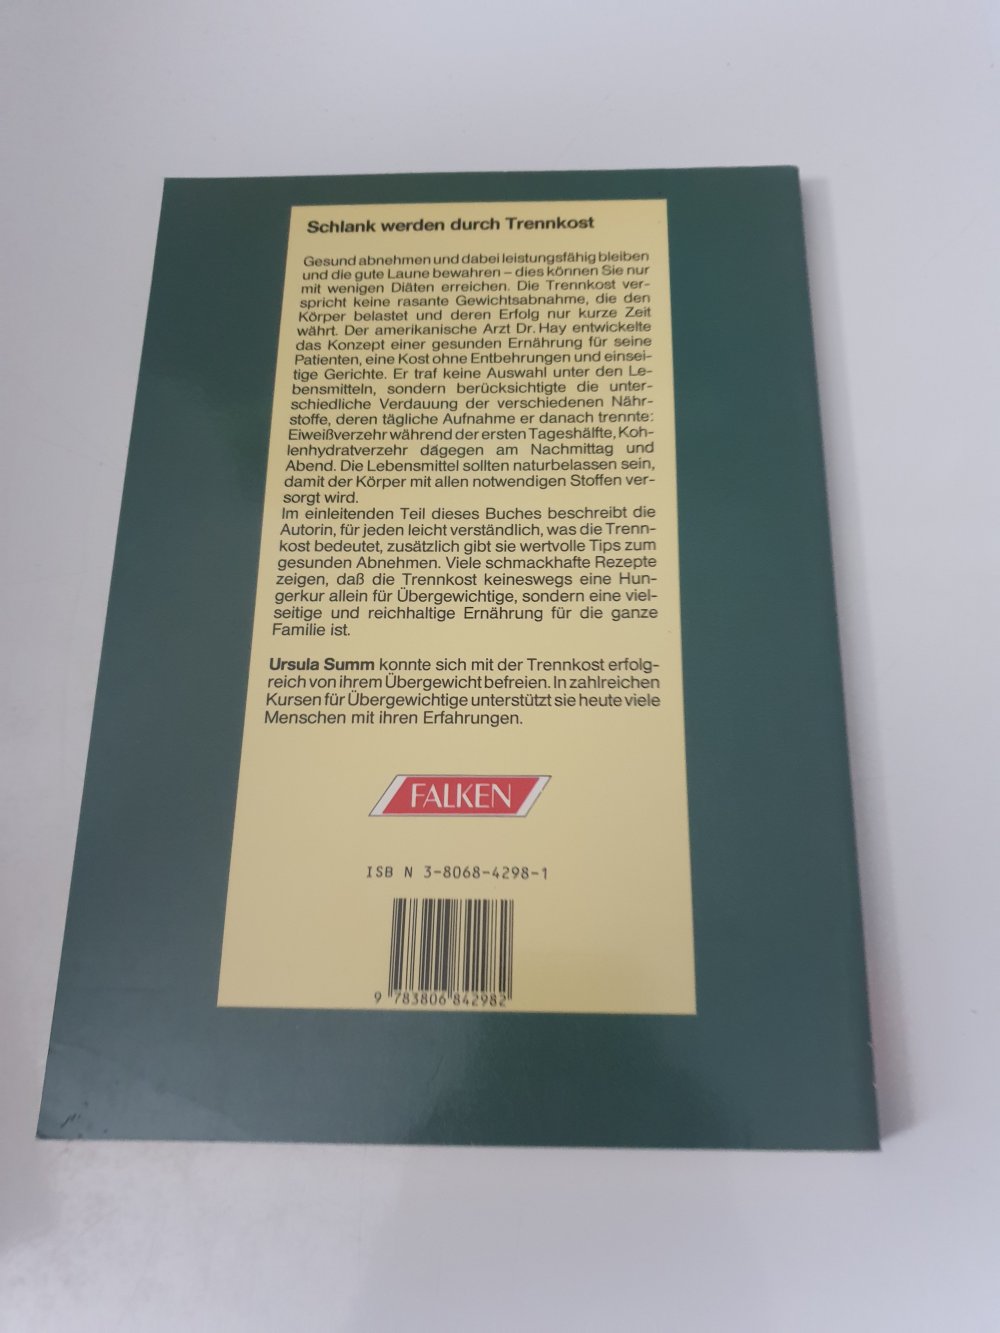 Schlank werden durch Trennkost
Gesund abnehmen und dabei leistungsfähig bleiben
und die gute Laune bewahren – dies können Sie nur
mit wenigen Diäten erreichen. Die Trennkost ver-
spricht keine rasante Gewichtsabnahme, die den
Körper belastet und deren Erfolg nur kurze Zeit
währt. Der amerikanische Arzt Dr. Hay entwickelte
das Konzept einer gesunden Ernährung für seine
Patienten, eine Kost ohne Entbehrungen und einsei-
tige Gerichte. Er traf keine Auswahl unter den Le-
bensmitteln, sondern berücksichtigte die unter-
schiedliche Verdauung der verschiedenen Nähr-
stoffe, deren tägliche Aufnahme er danach trennte:
Eiweißverzehr während der ersten Tageshälfte, Koh-
lenhydratverzehr dagegen am Nachmittag und
Abend. Die Lebensmittel sollten naturbelassen sein,
damit der Körper mit allen notwendigen Stoffen ver-
sorgt wird.
Im einleitenden Teil dieses Buches beschreibt die
Autorin, für jeden leicht verständlich, was die Trenn-
kost bedeutet, zusätzlich gibt sie wertvolle Tips zum
gesunden Abnehmen. Viele schmackhafte Rezepte
zeigen, daß die Trennkost keineswegs eine Hun-
gerkur allein für Übergewichtige, sondern eine viel-
seitige und reichhaltige Ernährung für die ganze
Familie ist.
Ursula Summ konnte sich mit der Trennkost erfolg-
reich von ihrem Übergewicht befreien. In zahlreichen
Kursen für Übergewichtige unterstützt sie heute viele
Menschen mit ihren Erfahrungen.
FALKEN
ISB N 3-8068-4298-1
9 783806 842982